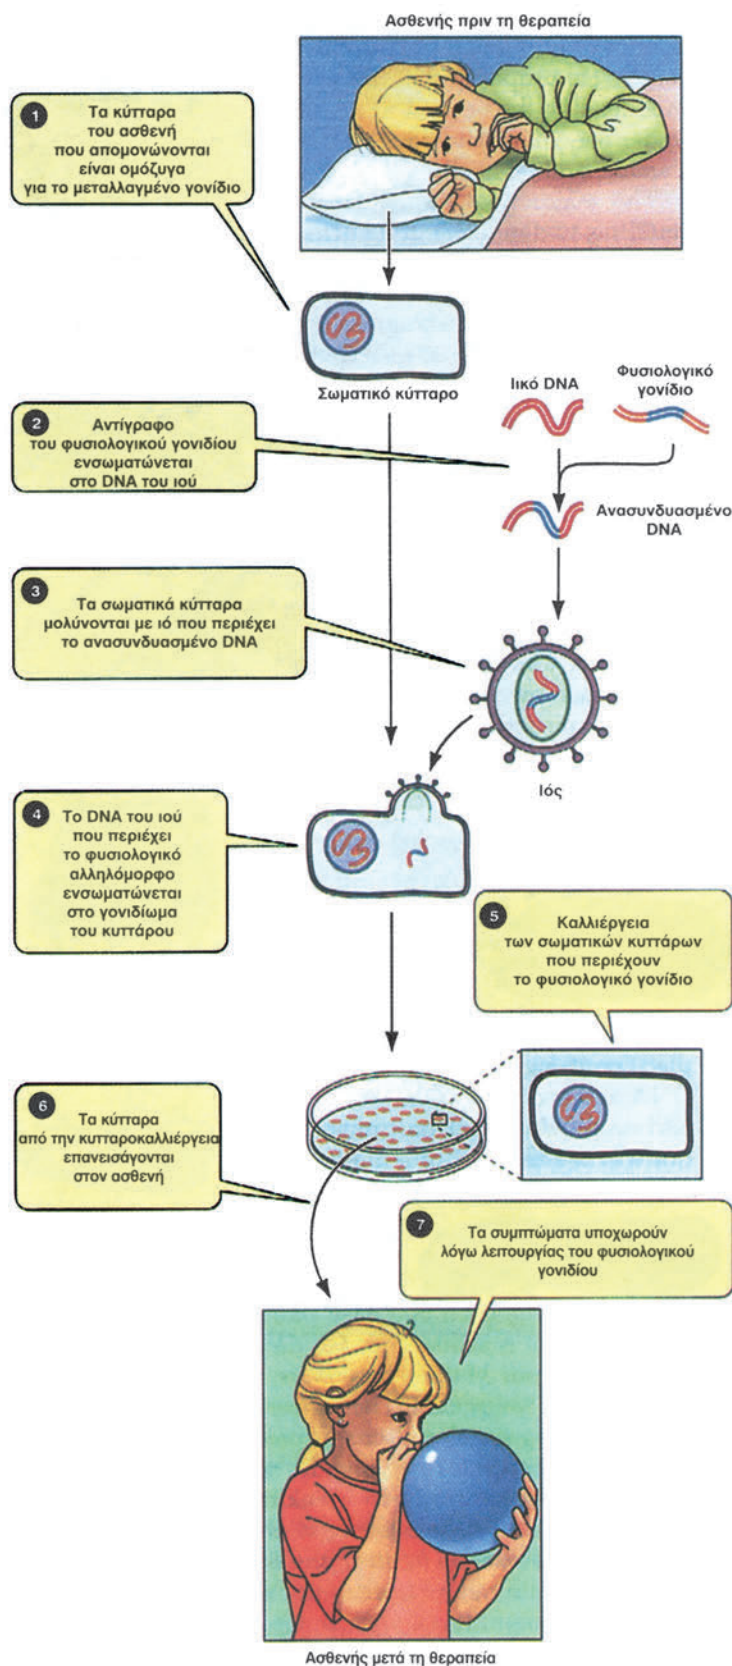 Ασθενής πριν τη θεραπεία
1
Τα κύτταρα
του ασθενή
που απομονώνονται
είναι ομόζυγα
για το μεταλλαγμένο γονίδιο
Σωματικό κύτταρο
Ιικό DNA
Φυσιολογικό
γονίδιο
2
Αντίγραφο
του φυσιολογικού γονιδίου
ενσωματώνεται
στο DNA του ιού
Ανασυνδυασμένο
DNA
3
Τα σωματικά κύτταρα
μολύνονται με ιό που περιέχει
το ανασυνδυασμένο DNA
Ιός
4
Το DNA του ιού
που περιέχει
το φυσιολογικό
αλληλόμορφο
ενσωματώνεται
στο γονιδίωμα
του κυττάρου
5
Καλλιέργεια
των σωματικών κυττάρων
που περιέχουν
το φυσιολογικό γονίδιο
6
Τα κύτταρα
από την κυτταροκαλλιέργεια
επανεισάγονται
στον ασθενή
7
Τα συμπτώματα υποχωρούν
λόγω λειτουργίας του φυσιολογικού
γονιδίου
Ασθενής μετά τη θεραπεία